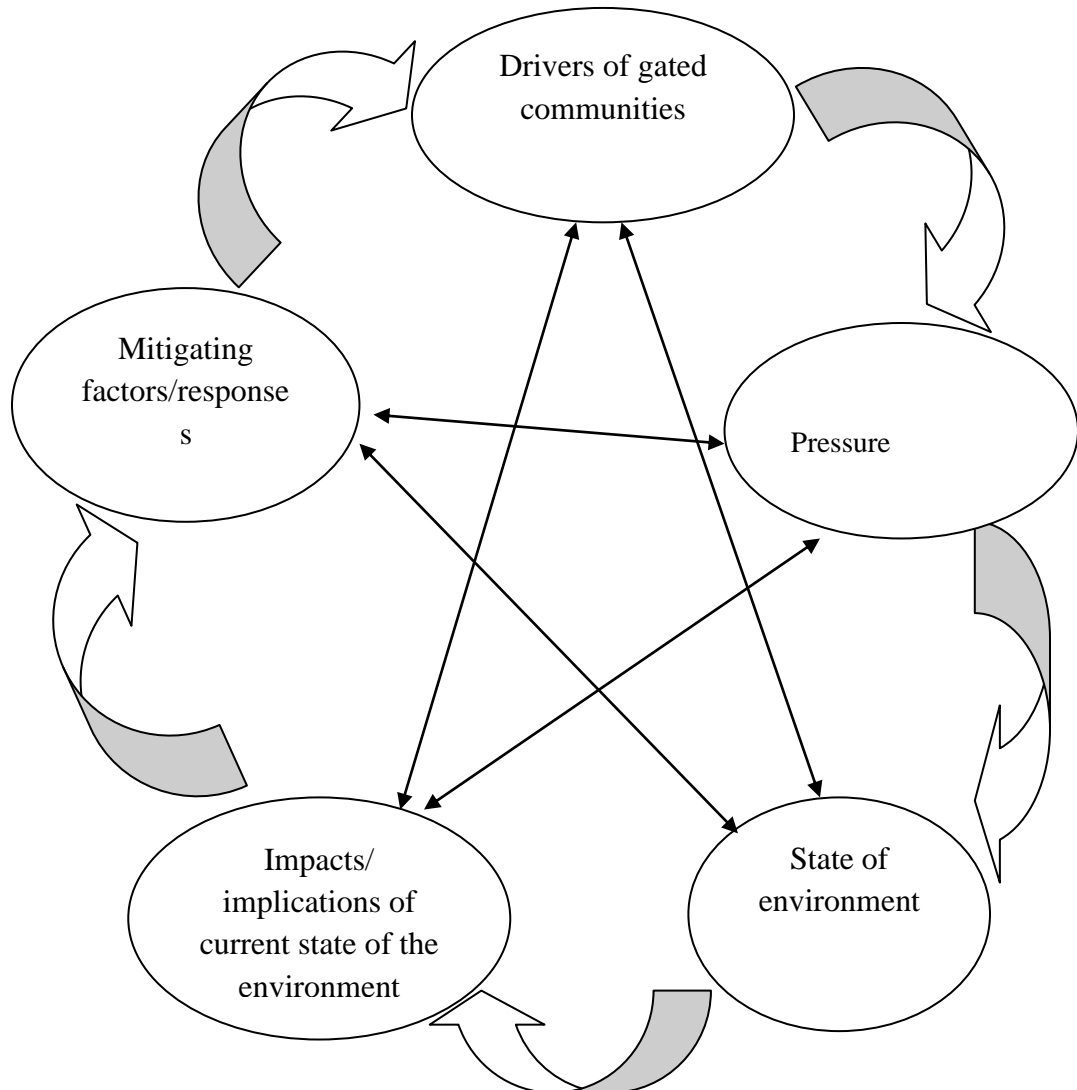 Drivers of gated
communities
Mitigating
factors/response
s
Pressure
Impacts/
implications of
current state of the
environment
State of
environment